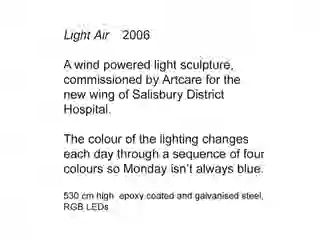 Light Air   2006
A wind powered light sculpture,
commissioned by Artcare for the
new wing of Salisbury District
Hospital.
The colour of the lighting changes
each day through a sequence of four
colours so Monday isn't always blue.
530 cm high  epoxy coated and galvanised steel,
RGB LEDs